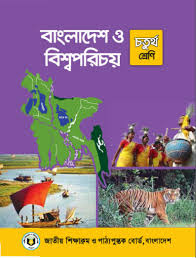 বাংলাদেশ ও
বিশ্বপরিচয়
চতুর্থ
শ্রেণি
জাতীয় শিক্ষাক্রম ও পাঠ্যপুস্তক বোর্ড, বাংলাদেশ